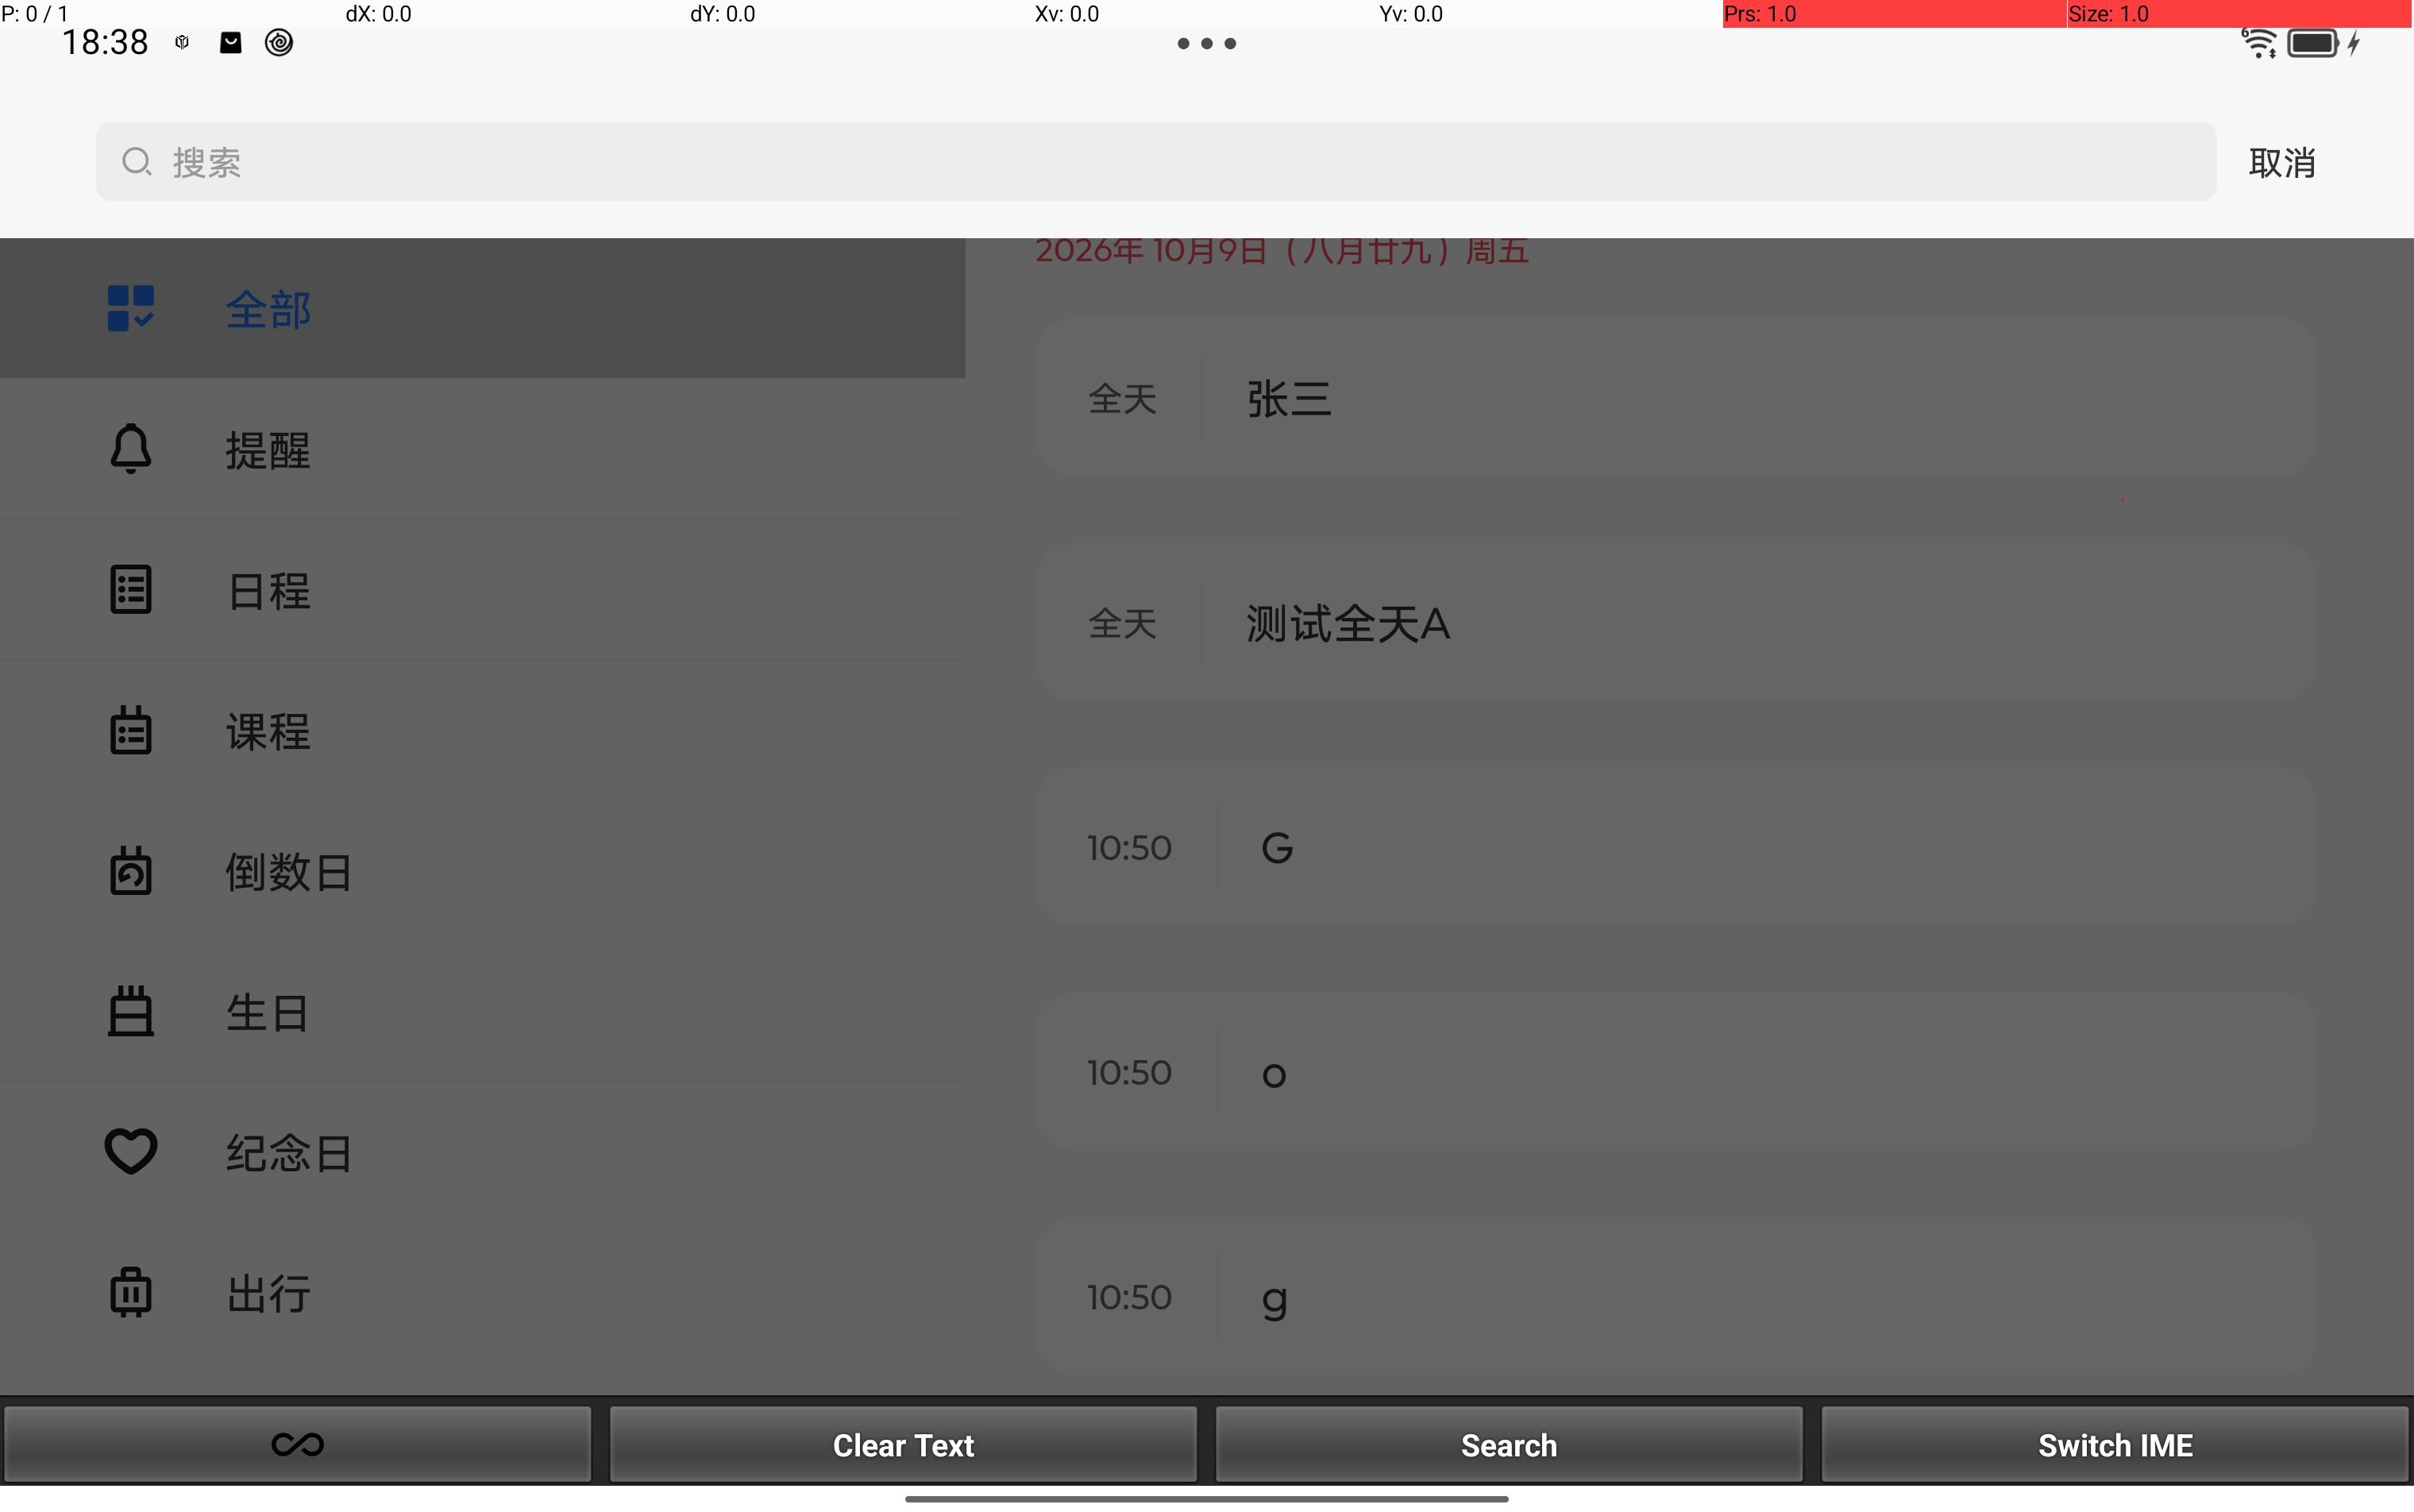 P: 0 / 1 dX: 0.0 dY: 0.0 Xv: 0.0 Yv: 0.0 Prs: 1.0 Size: 1.0
18:38
搜索 取消
2026年10月9日 (八月廿九) 周五
全部
全天 张三
提醒
日程
全天 测试全天A
课程
10:50 G
倒数日
生日
10:50 o
纪念日
出行
10:50 g
Clear Text Search Switch IME